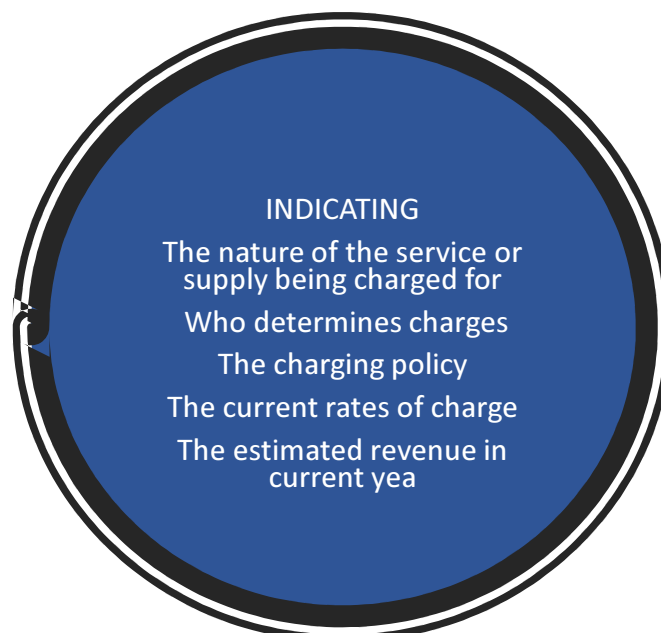 INDICATING
The nature of the service or
supply being charged for
Who determines charges
The charging policy
The current rates of charge
The estimated revenue in
current yea